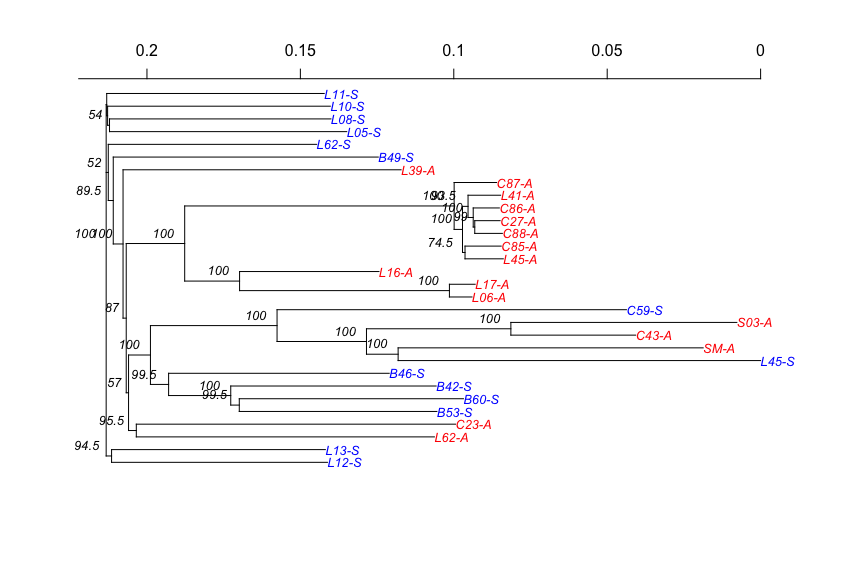 0.2 0.15 0.1 0.05 0
L11-S
L10-S
54
L08-S
L05-S
L62-S
52
B49-S
L39-A
89.5
C87-A
100 93.5 L41-A
100 C86-A
100 99 C27-A
100 100 100 C88-A
74.5 C85-A
L45-A
100 L16-A
100 L17-A
L06-A
87
C59-S
100
100 S03-A
100 C43-A
100 100 SM-A
L45-S
99.5 B46-S
57 100 B42-S
99.5 B60-S
B53-S
95.5 C23-A
L62-A
94.5 L13-S
L12-S